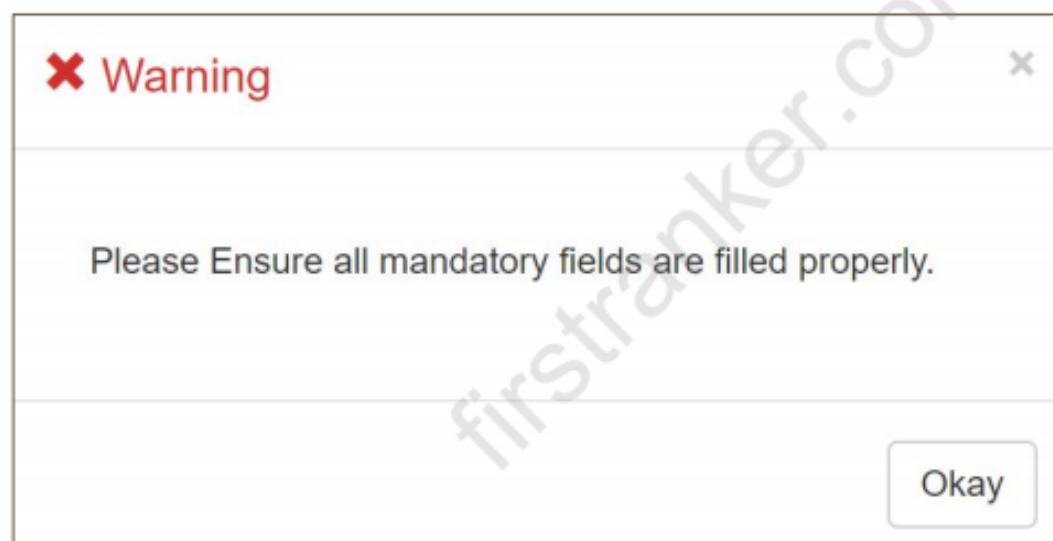 Warning
Please Ensure all mandatory fields are filled properly.
Okay
firstranker.com